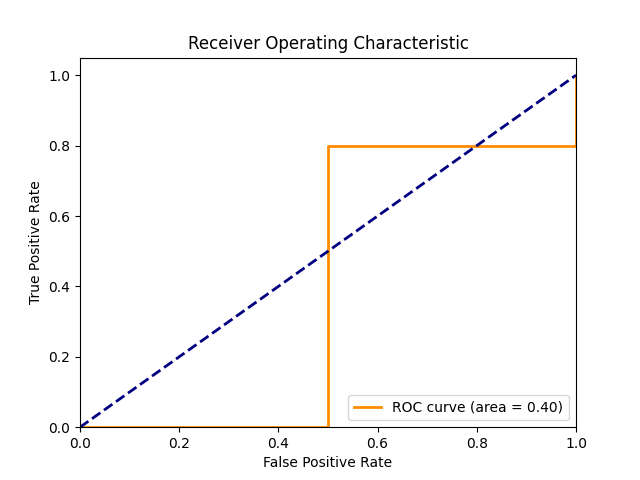 Receiver Operating Characteristic
True Positive Rate
1.0
0.8
0.6
0.4
0.2
0.0
ROC curve (area = 0.40)
0.0 0.2 0.4 0.6 0.8 1.0
False Positive Rate